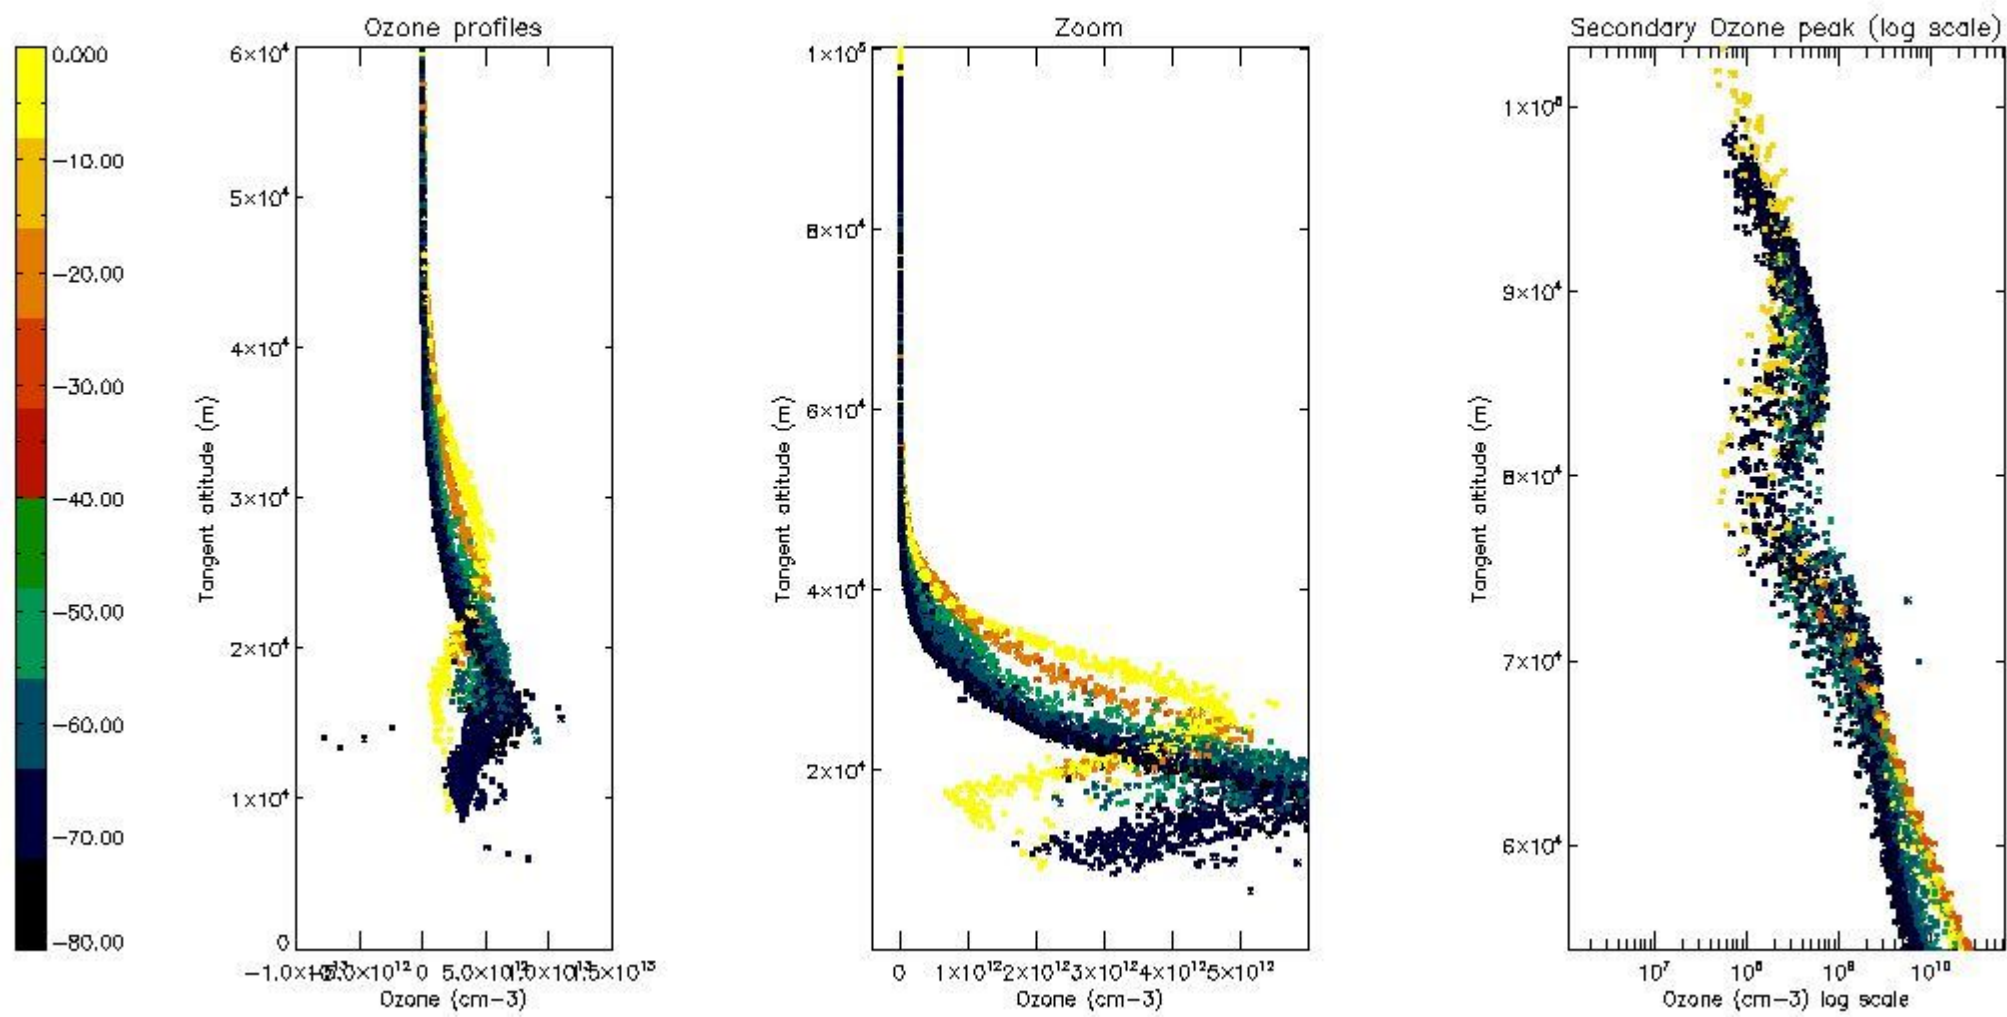 Ozone profiles
Zoom
Secondary Ozone peak (log scale)
0.000
−10.00
−20.00
−30.00
−40.00
−50.00
−60.00
−70.00
−80.00
Tangent altitude (m)
6×10⁴
5×10⁴
4×10⁴
3×10⁴
2×10⁴
1×10⁴
0
0
Ozone (cm−3)
Tangent altitude (m)
1×10⁵
8×10⁴
6×10⁴
4×10⁴
2×10⁴
0 1×10¹² 2×10¹² 3×10¹² 4×10¹² 5×10¹²
Ozone (cm−3)
Tangent altitude (m)
9×10⁴
8×10⁴
7×10⁴
6×10⁴
10⁷ 10⁸ 10⁹ 10¹⁰
Ozone (cm−3) log scale